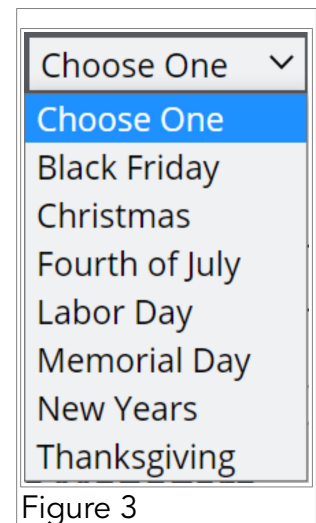 Choose One
Choose One
Black Friday
Christmas
Fourth of July
Labor Day
Memorial Day
New Years
Thanksgiving
Figure 3